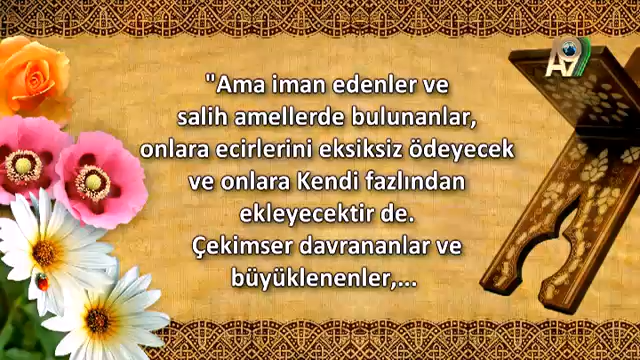 A9
"Ama iman edenler ve
salih amellerde bulunanlar,
onlara ecirlerini eksiksiz ödeyecek
ve onlara Kendi fazlından
ekleyecektir de.
Çekimser davrananlar ve
büyüklenenler,...